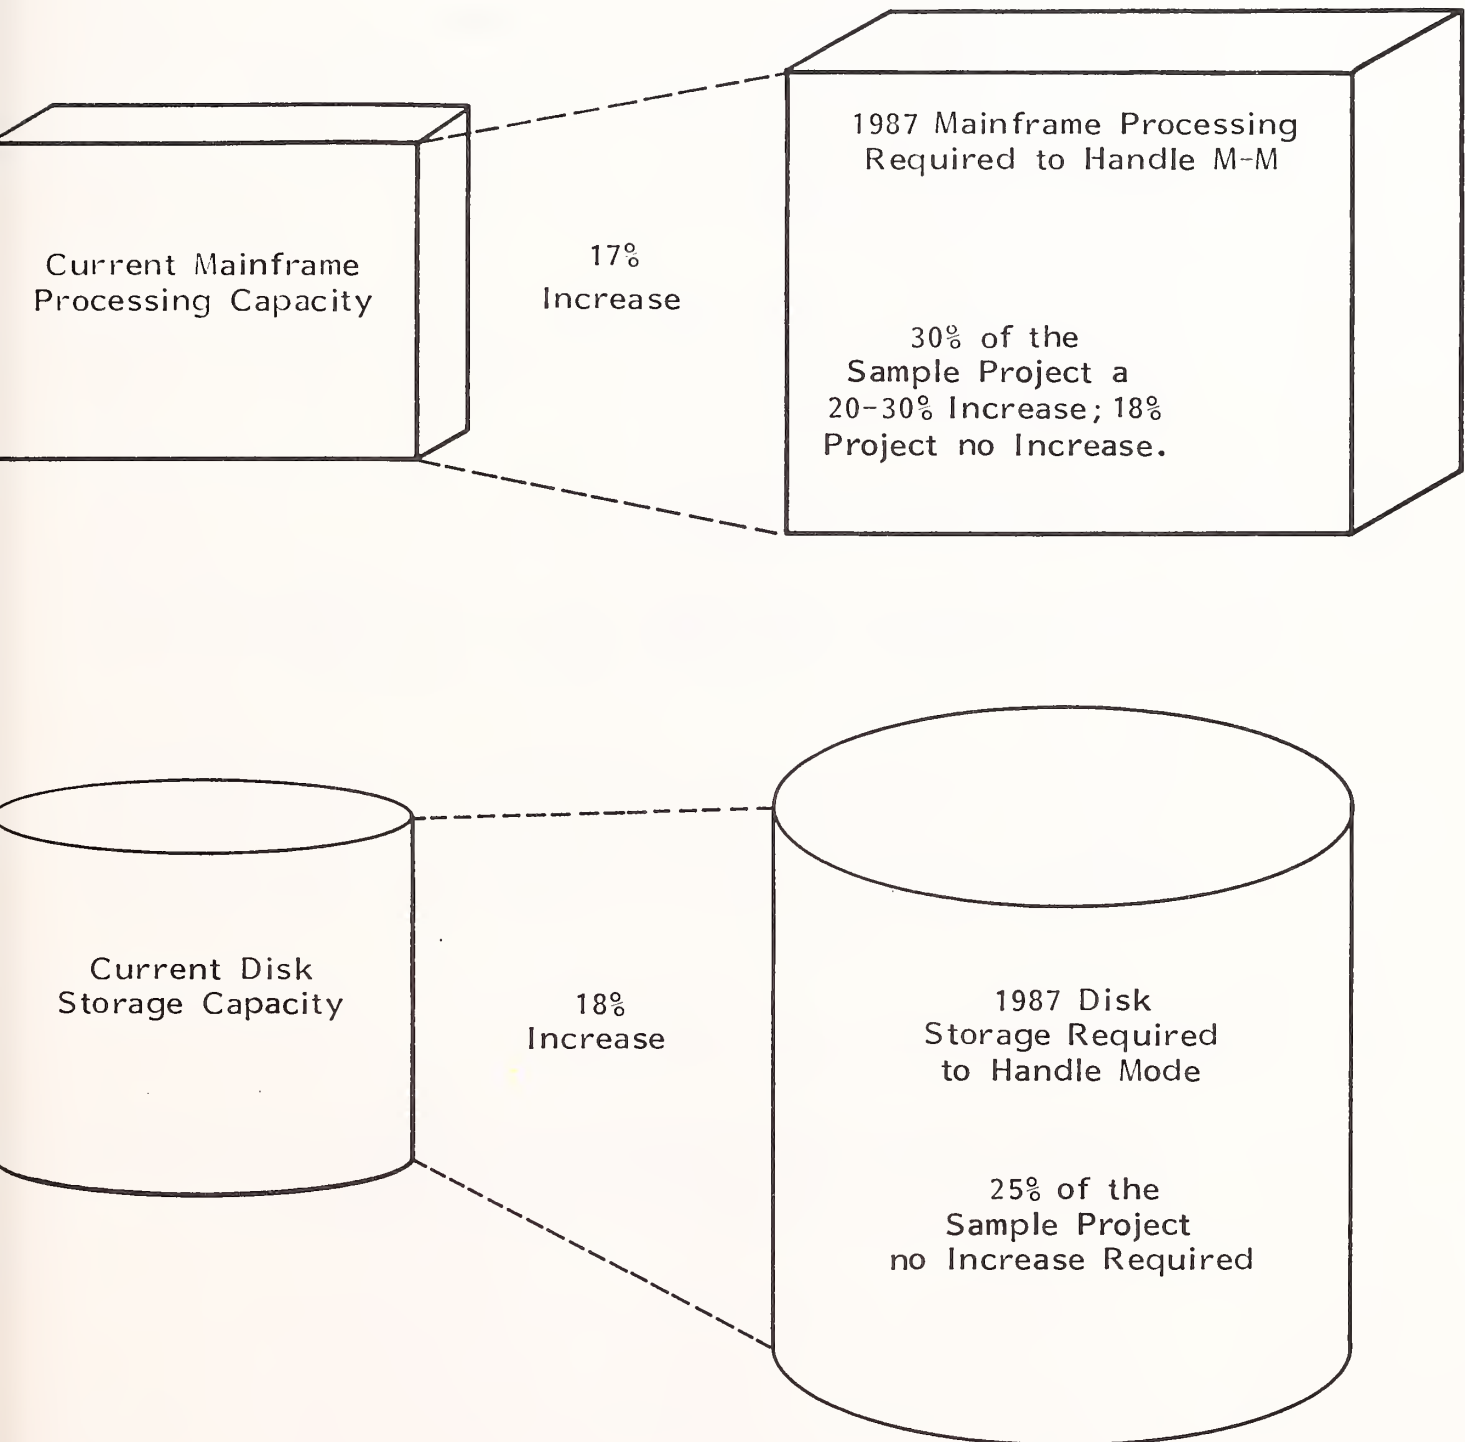 1987 Mainframe Processing
Required to Handle M-M
Current Mainframe
Processing Capacity
17%
Increase
30% of the
Sample Project a
20-30% Increase; 18%
Project no Increase.
Current Disk
Storage Capacity
18%
Increase
1987 Disk
Storage Required
to Handle Mode
25% of the
Sample Project
no Increase Required